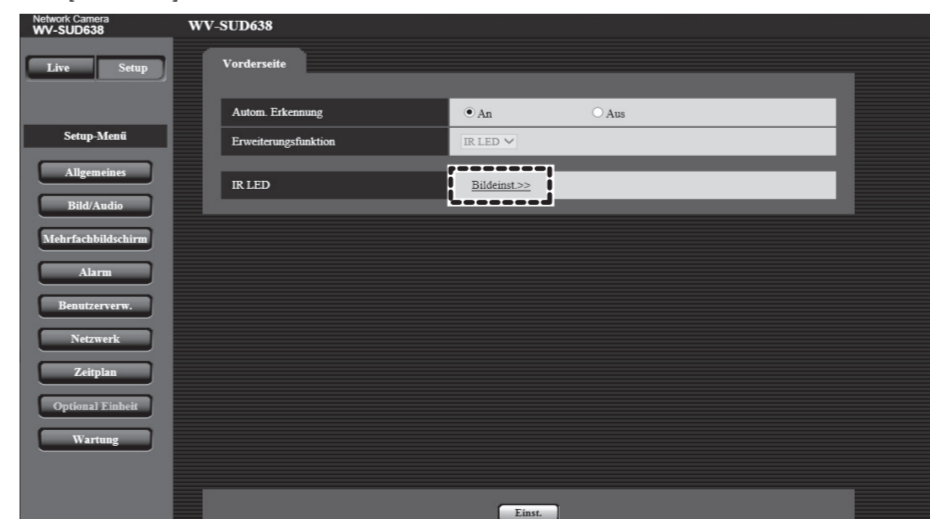 Network Camera
WV-SUD638
WV-SUD638
Live Setup
Vorderseite
Autom. Erkennung An Aus
Erweiterungsfunktion IR LED
IR LED Bildeinst.>>
Setup-Menü
Allgemeines
Bild/Audio
Mehrfachbildschirm
Alarm
Benutzerverw.
Netzwerk
Zeitplan
Optional Einheit
Wartung
Einst.